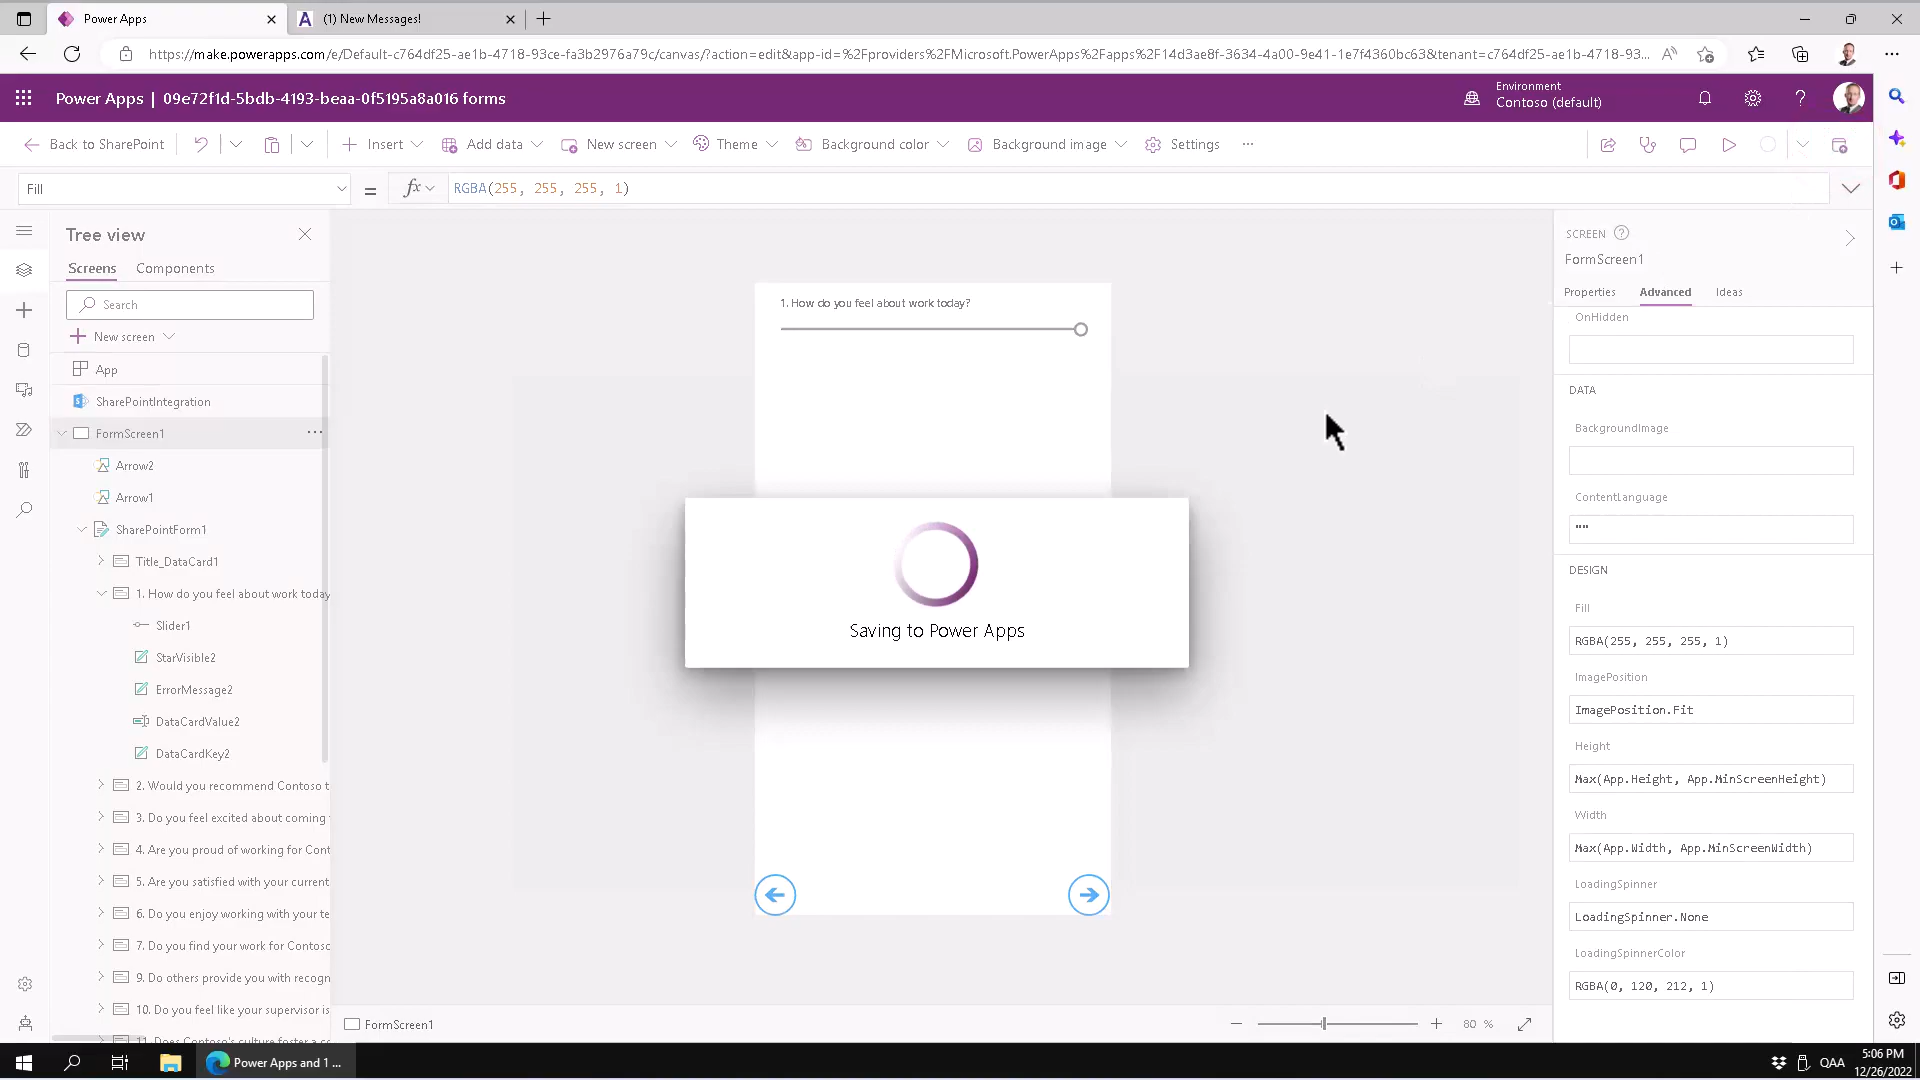 Power Apps
(1) New Messages!
https://make.powerapps.com/e/Default-c764df25-ae1b-4718-93ce-fa3b2976a79c/canvas/?action=edit&app-id=%2Fproviders%2FMicrosoft.PowerApps%2Fapps%2F14d3ae8f-3634-4a00-9e41-1e7f4360bc63&tenant=c764df25-ae1b-4718-93...
Power Apps | 09e72f1d-5bdb-4193-beaa-0f5195a8a016 forms
Environment
Contoso (default)
Back to SharePoint
Insert
Add data
New screen
Theme
Background color
Background image
Settings
Fill
=
fx
RGBA(255, 255, 255, 1)
Tree view
Screens
Components
Search
New screen
App
SharePointIntegration
FormScreen1
Arrow2
Arrow1
SharePointForm1
Title_DataCard1
1. How do you feel about work today
Slider1
StarVisible2
ErrorMessage2
DataCardValue2
DataCardKey2
2. Would you recommend Contoso t
3. Do you feel excited about coming
4. Are you proud of working for Cont
5. Are you satisfied with your current
6. Do you enjoy working with your te
7. Do you find your work for Contoso
9. Do others provide you with recogn
10. Do you feel like your supervisor is
11. Does Contoso's culture foster a co
1. How do you feel about work today?
Saving to Power Apps
FormScreen1
80 %
SCREEN
FormScreen1
Properties
Advanced
Ideas
OnHidden
DATA
BackgroundImage
ContentLanguage
""
DESIGN
Fill
RGBA(255, 255, 255, 1)
ImagePosition
ImagePosition.Fit
Height
Max(App.Height, App.MinScreenHeight)
Width
Max(App.Width, App.MinScreenWidth)
LoadingSpinner
LoadingSpinner.None
LoadingSpinnerColor
RGBA(0, 120, 212, 1)
Power Apps and 1 ...
QAA
5:06 PM
12/26/2022